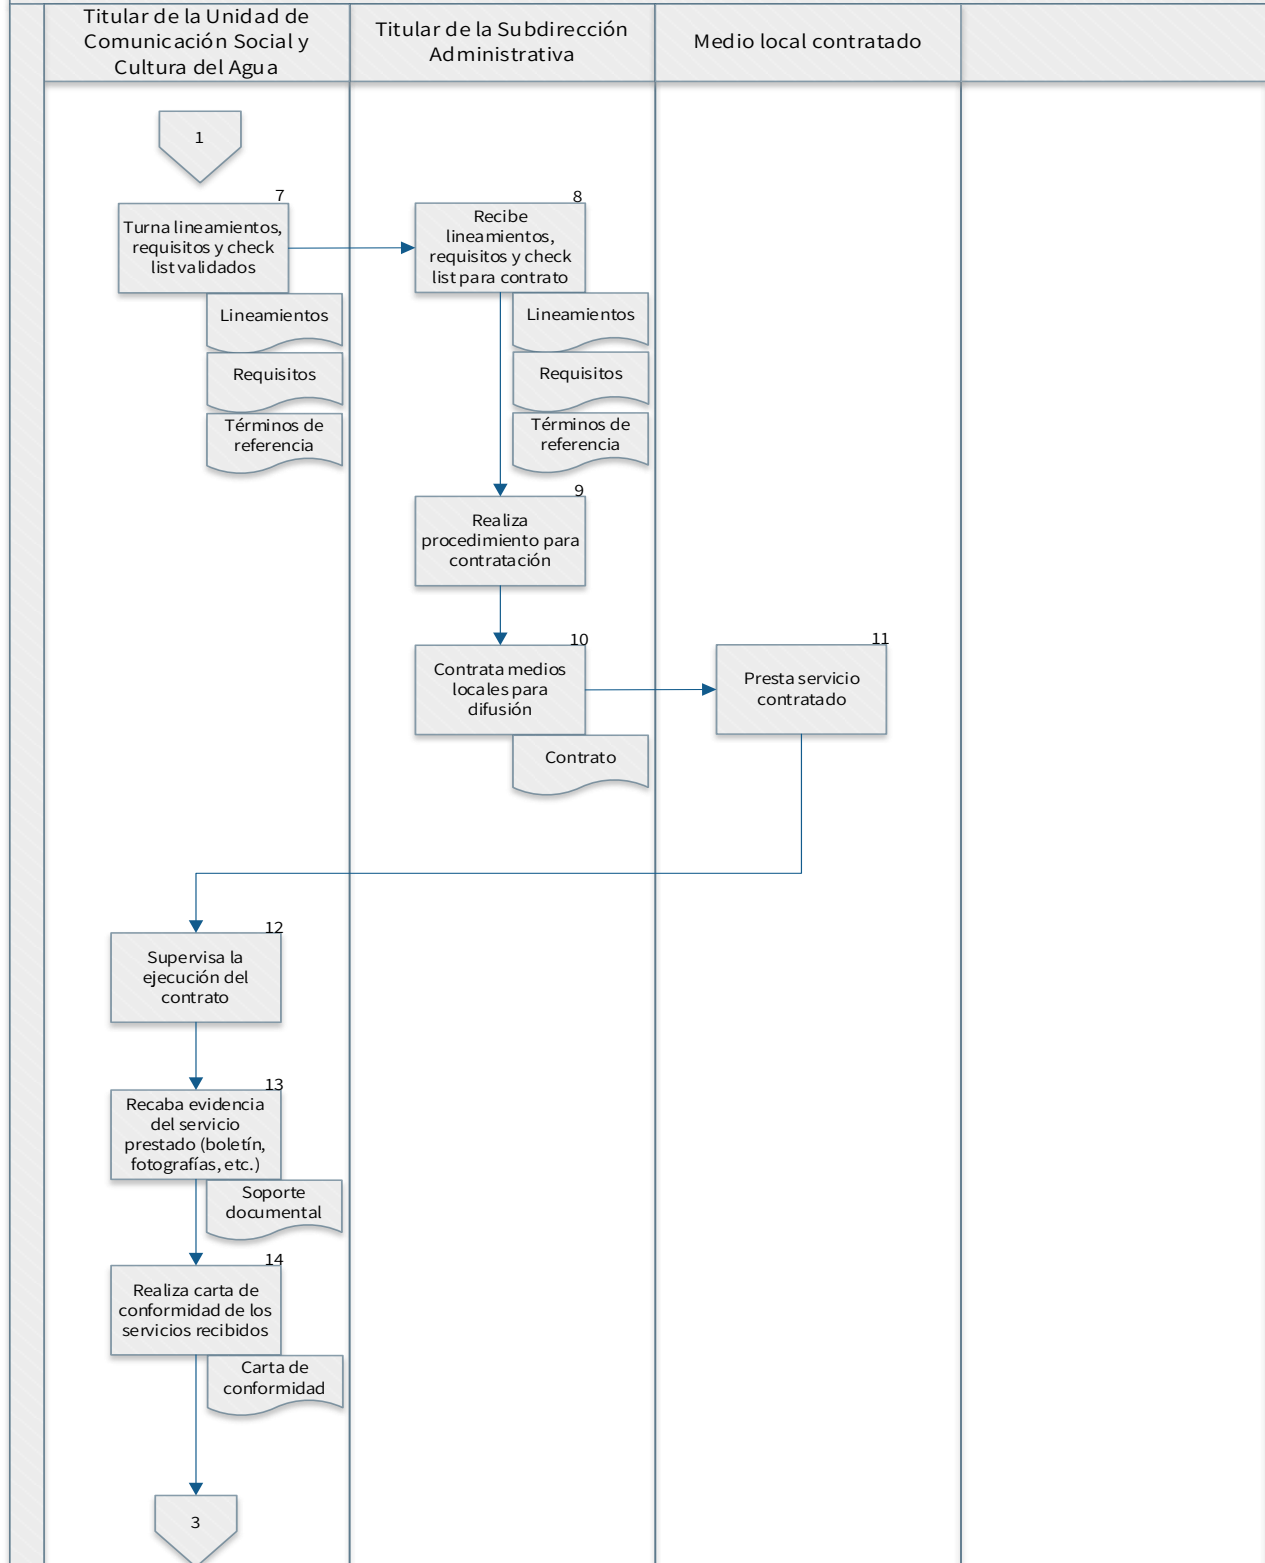 Titular de la Unidad de
Comunicación Social y
Cultura del Agua
Titular de la Subdirección
Administrativa
Medio local contratado
1
7
Turna lineamientos,
requisitos y check
list validados
Lineamientos
Requisitos
Términos de
referencia
8
Recibe
lineamientos,
requisitos y check
list para contrato
Lineamientos
Requisitos
Términos de
referencia
9
Realiza
procedimiento para
contratación
10
Contrata medios
locales para
difusión
Contrato
11
Presta servicio
contratado
12
Supervisa la
ejecución del
contrato
13
Recaba evidencia
del servicio
prestado (boletín,
fotografías, etc.)
Soporte
documental
14
Realiza carta de
conformidad de los
servicios recibidos
Carta de
conformidad
3